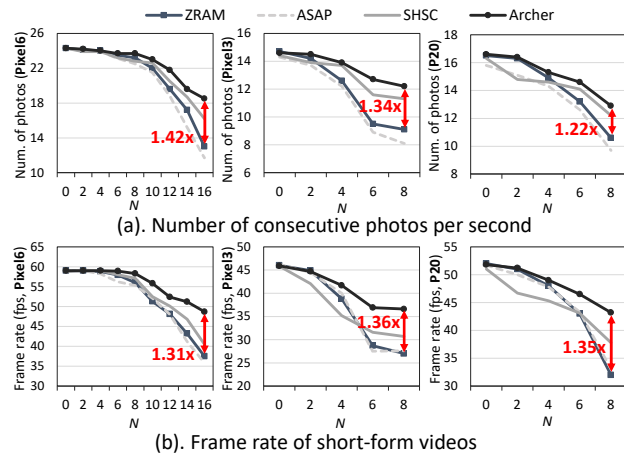 ZRAM ASAP SHSC Archer
Num. of photos (Pixel6)
26
22
18
14
10
1.42x
0 2 4 6 8 10 12 14 16
N
Num. of photos (Pixel3)
16
14
12
10
8
6
1.34x
0 2 4 6 8
N
Num. of photos (P20)
18
16
14
12
10
8
1.22x
0 2 4 6 8
N
(a). Number of consecutive photos per second
Frame rate (fps, Pixel6)
65
60
55
50
45
40
35
30
1.31x
0 2 4 6 8 10 12 14 16
N
Frame rate (fps, Pixel3)
50
45
40
35
30
25
20
1.36x
0 2 4 6 8
N
Frame rate (fps, P20)
55
50
45
40
35
30
1.35x
0 2 4 6 8
N
(b). Frame rate of short-form videos